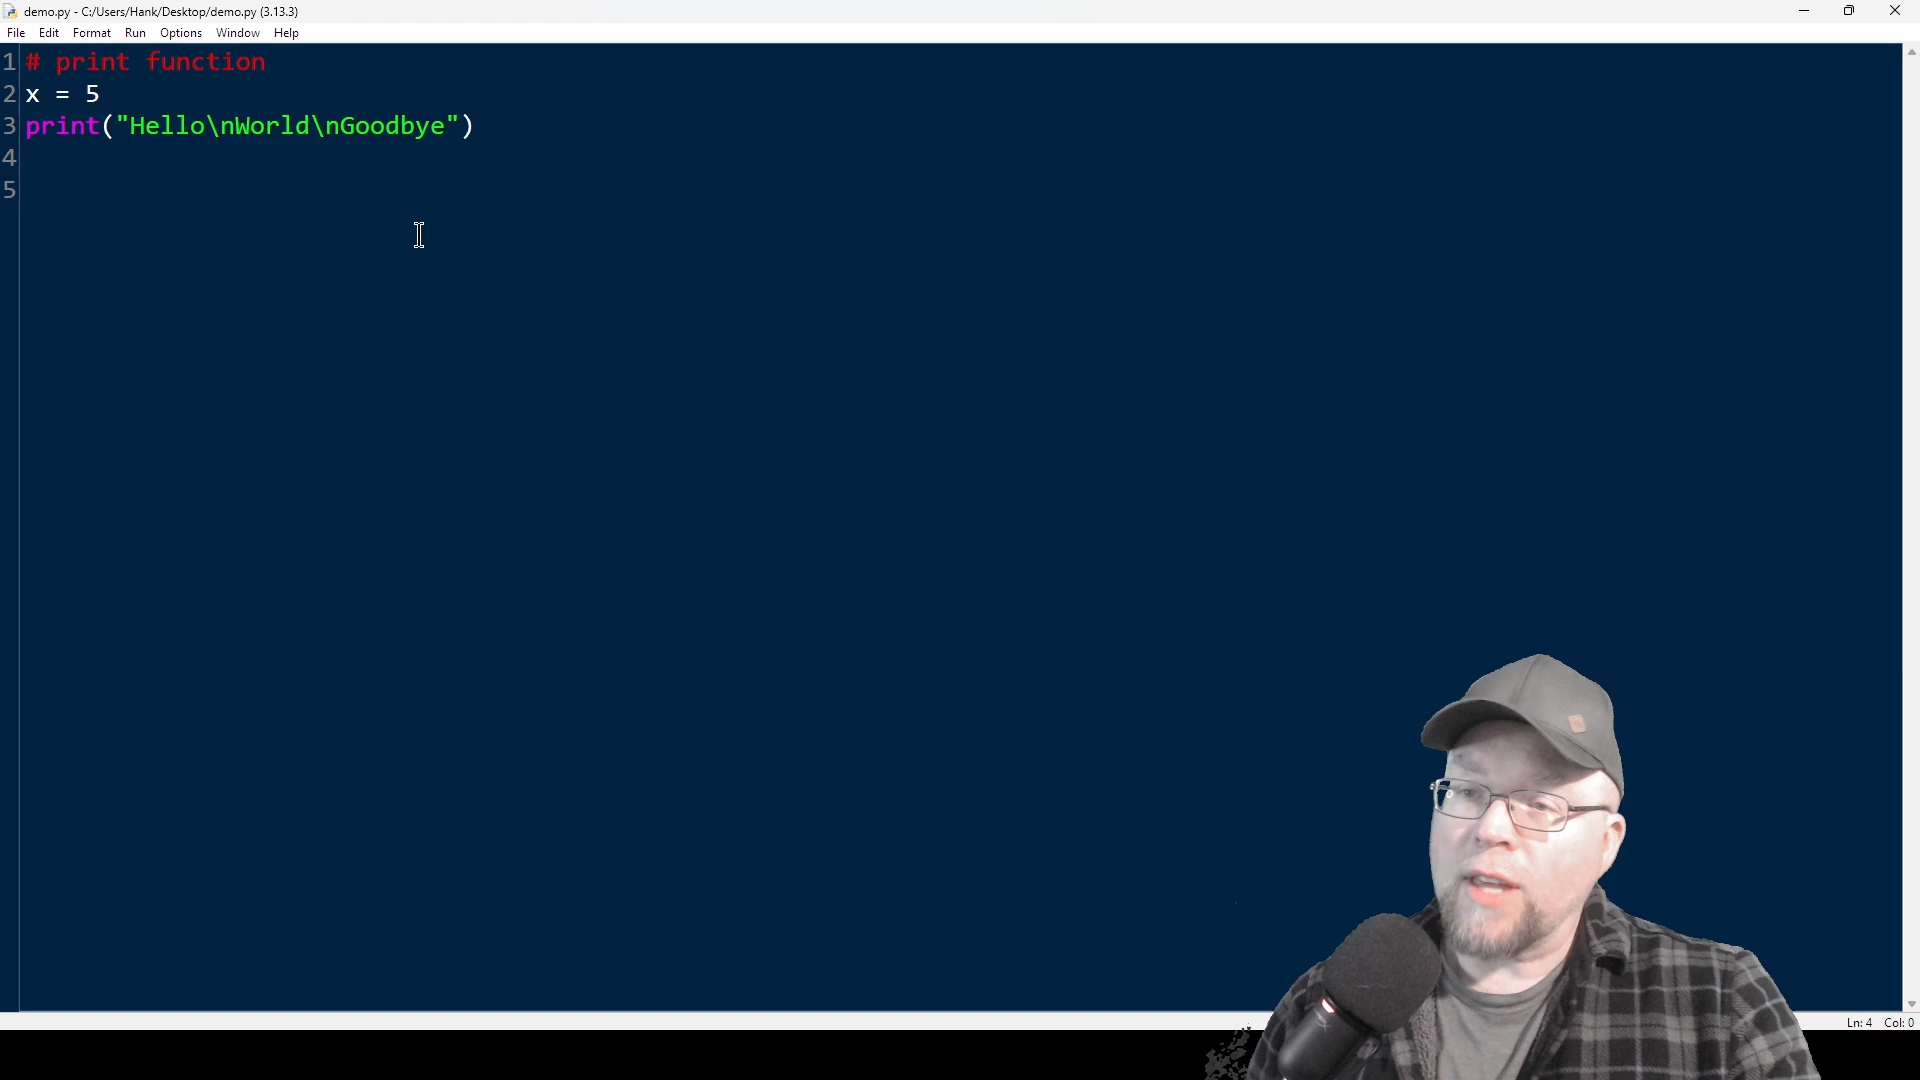 demo.py - C:/Users/Hank/Desktop/demo.py (3.13.3)
File Edit Format Run Options Window Help
1 # print function
2 x = 5
3 print("Hello\nWorld\nGoodbye")
4
5
Ln: 4 Col: 0